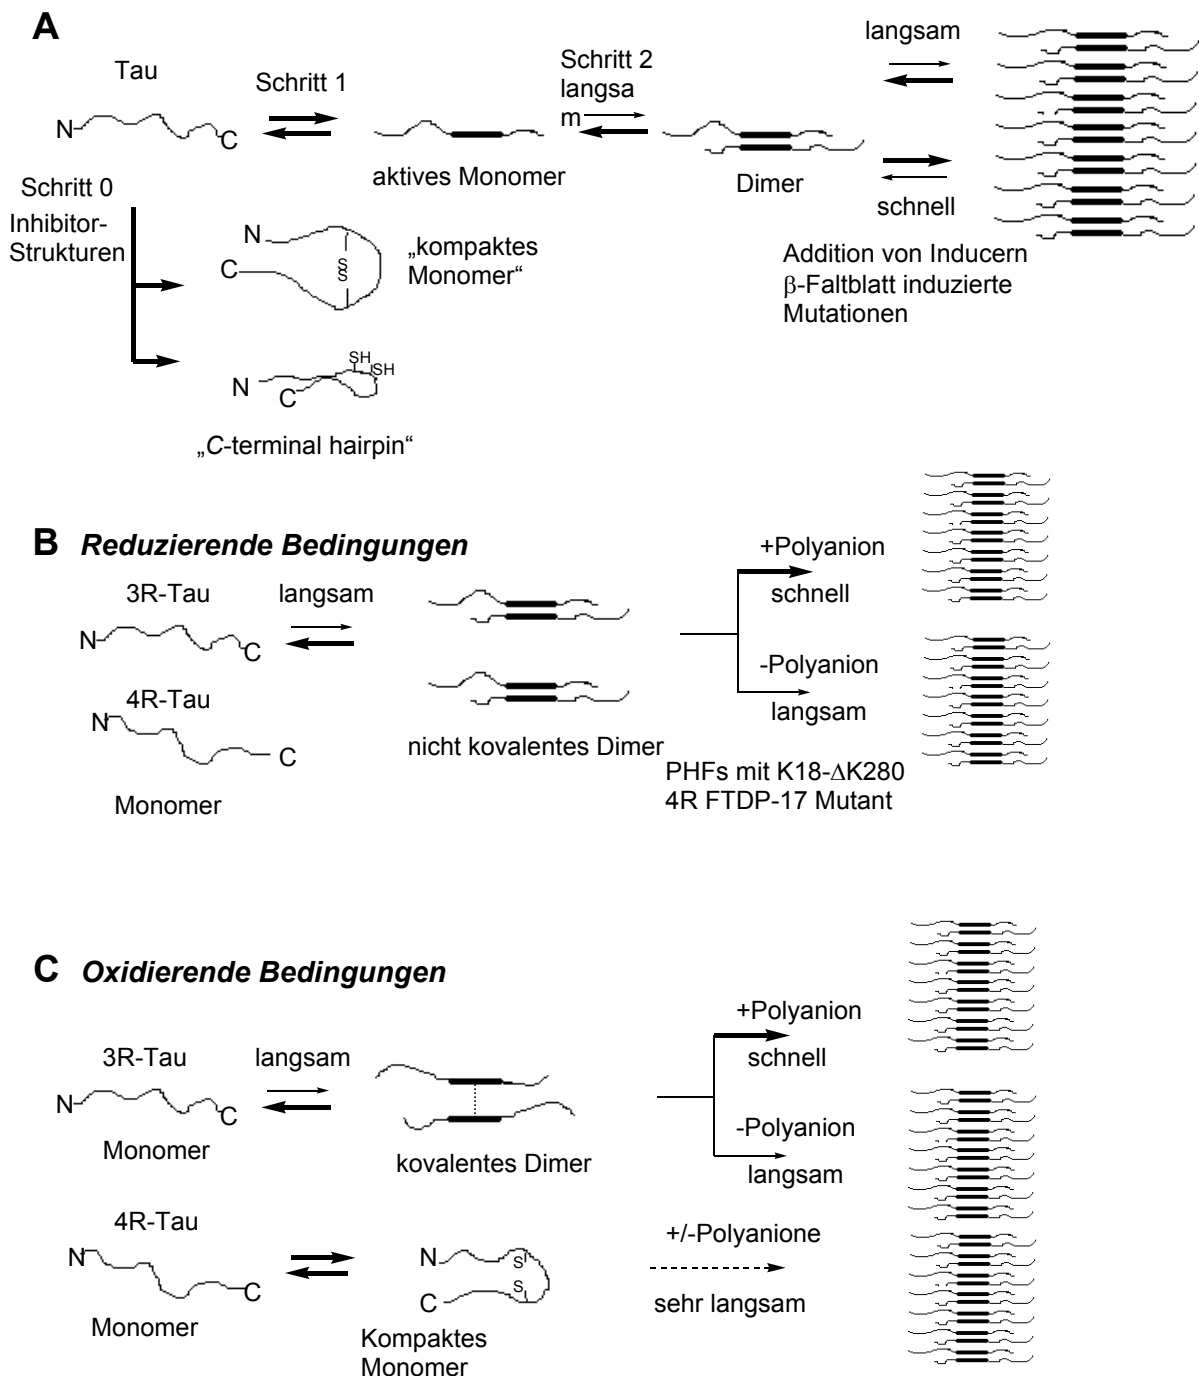 A
Tau
N
C
Schritt 1
aktives Monomer
Schritt 2
langsa
m
Dimer
langsam
schnell
Addition von Inducern
β-Faltblatt induzierte
Mutationen
Schritt 0
Inhibitor-
Strukturen
N
C
S
S
„kompaktes
Monomer“
N
C
SH
SH
„C-terminal hairpin“
B Reduzierende Bedingungen
3R-Tau
N
C
langsam
4R-Tau
N
C
Monomer
nicht kovalentes Dimer
+Polyanion
schnell
-Polyanion
langsam
PHFs mit K18-ΔK280
4R FTDP-17 Mutant
C Oxidierende Bedingungen
3R-Tau
N
C
Monomer
langsam
kovalentes Dimer
+Polyanion
schnell
-Polyanion
langsam
4R-Tau
N
C
Monomer
N
C
S
S
Kompaktes
Monomer
+/-Polyanione
sehr langsam